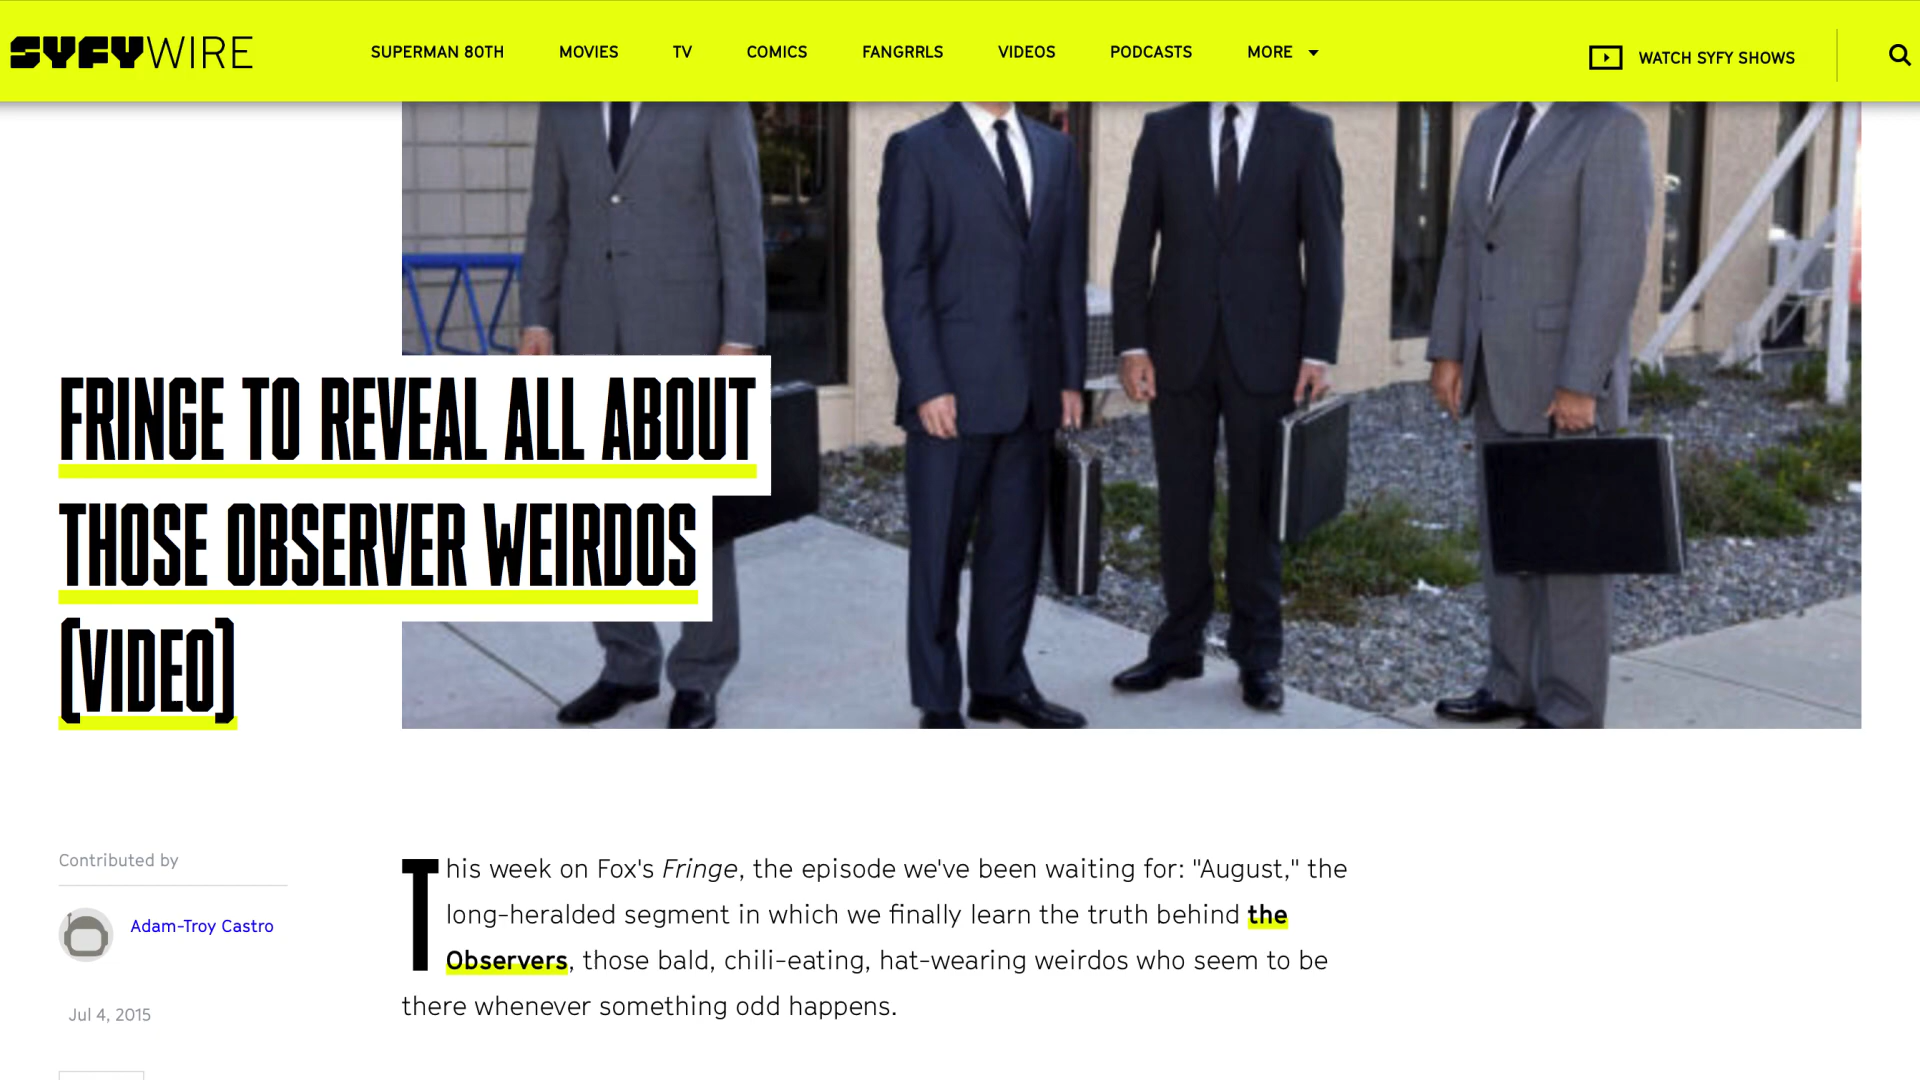 SYFYWIRE
SUPERMAN 80TH
MOVIES
TV
COMICS
FANGRRLS
VIDEOS
PODCASTS
MORE
WATCH SYFY SHOWS
FRINGE TO REVEAL ALL ABOUT
THOSE OBSERVER WEIRDOS
(VIDEO)
Contributed by
Adam-Troy Castro
Jul 4, 2015
This week on Fox's Fringe, the episode we've been waiting for: "August," the
long-heralded segment in which we finally learn the truth behind the
Observers, those bald, chili-eating, hat-wearing weirdos who seem to be
there whenever something odd happens.